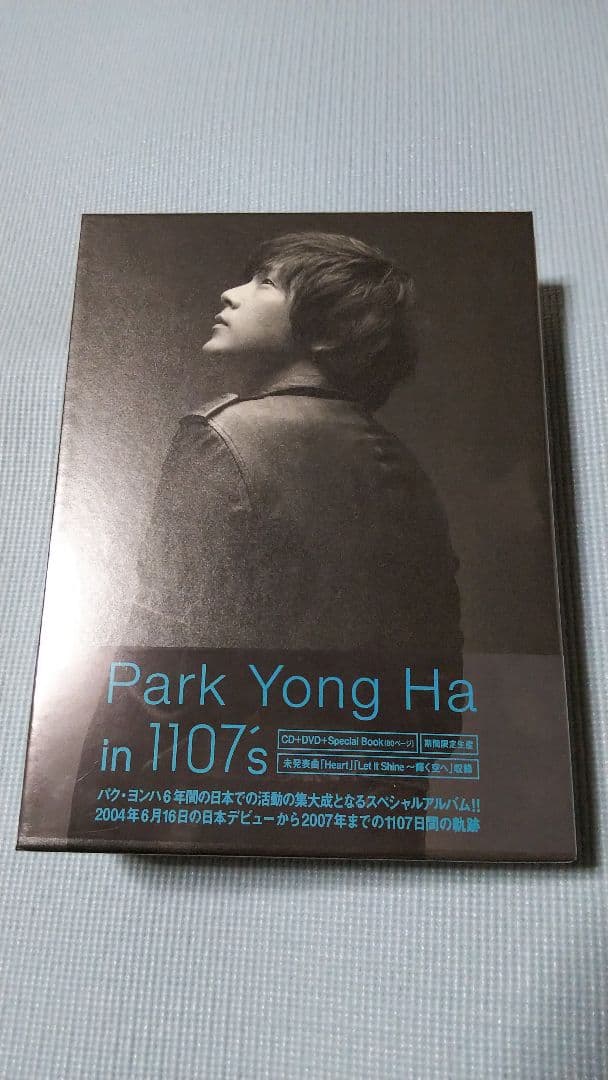 Park Yong Ha
in 1107's
CD+DVD+Special Book(80ページ) 期間限定生産
未発表曲「Heart」「Let It Shine 〜輝く空へ」収録
パク・ヨンハ6年間の日本での活動の集大成となるスペシャルアルバム!!
2004年6月16日の日本デビューから2007年までの1107日間の軌跡